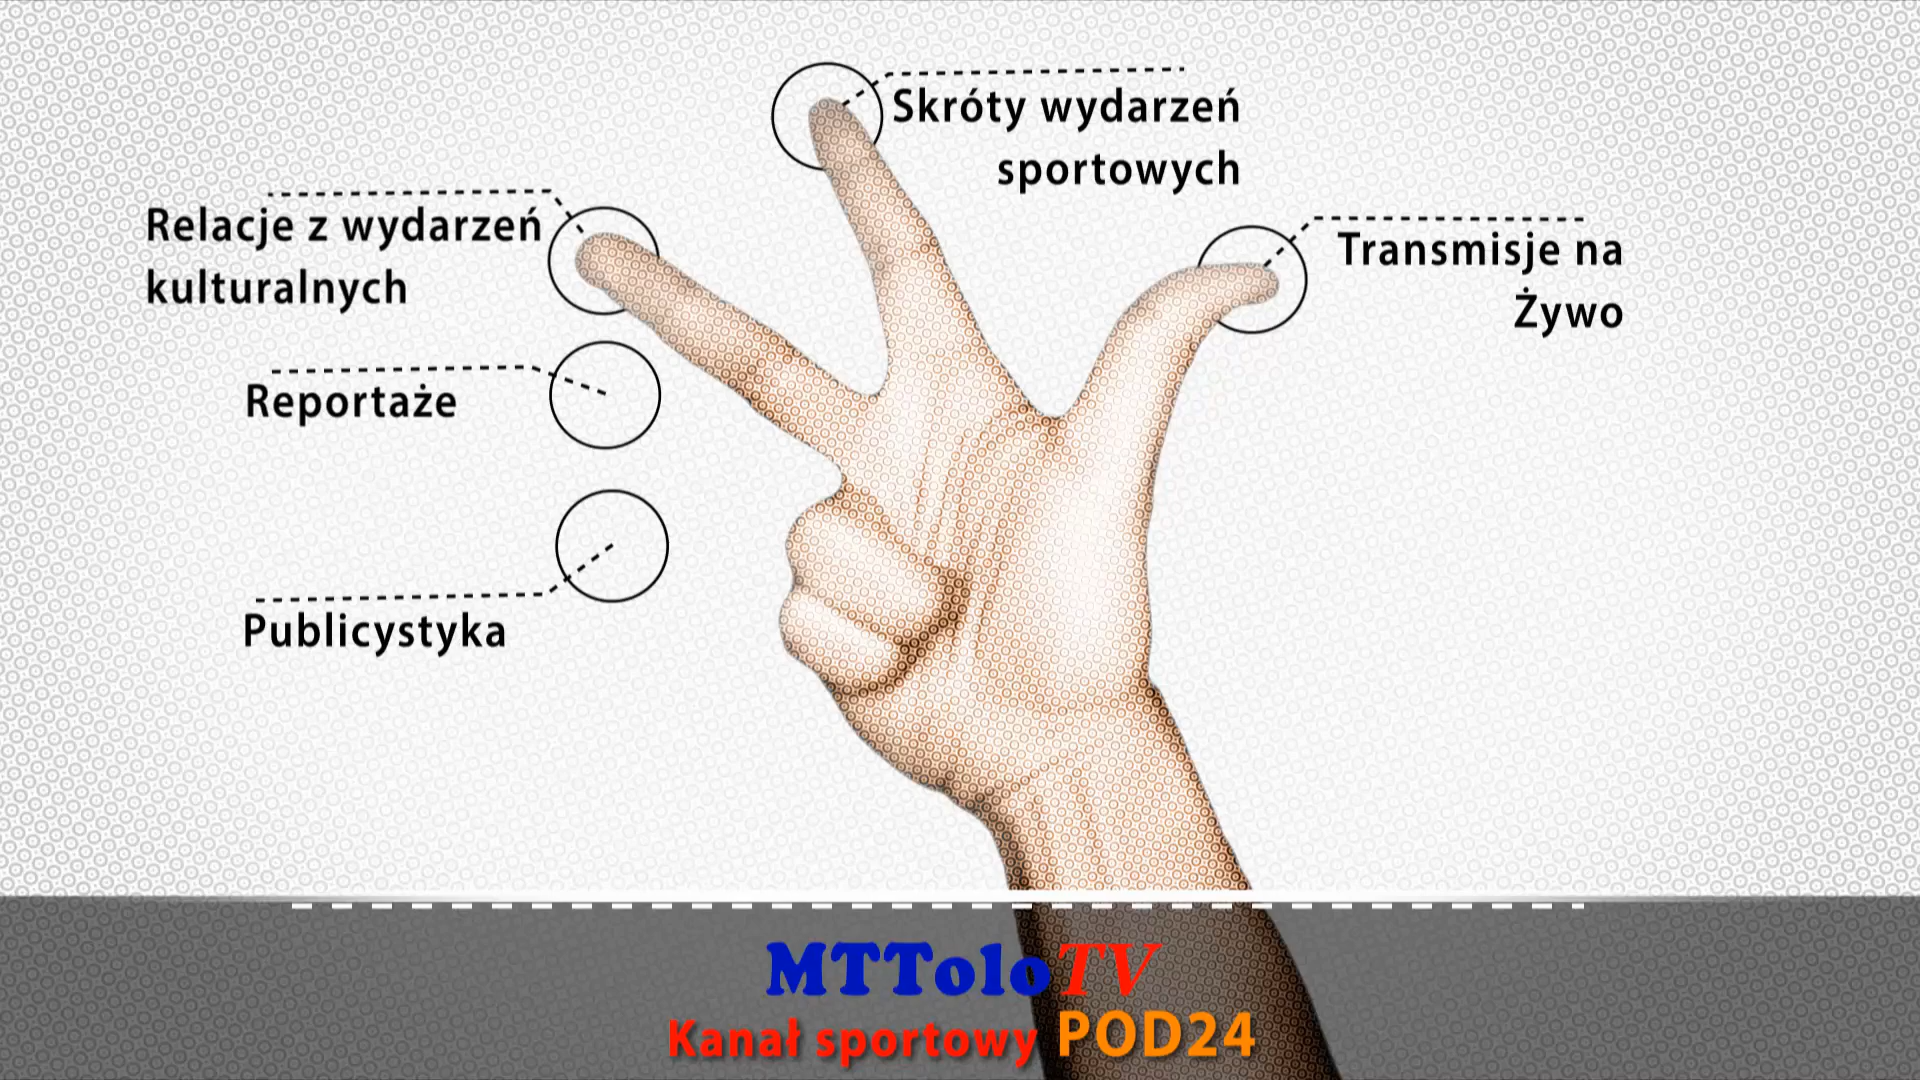 Skróty wydarzeń
sportowych
Relacje z wydarzeń
kulturalnych
Transmisje na
Żywo
Reportaże
Publicystyka
MTToloTV
Kanał sportowy POD24